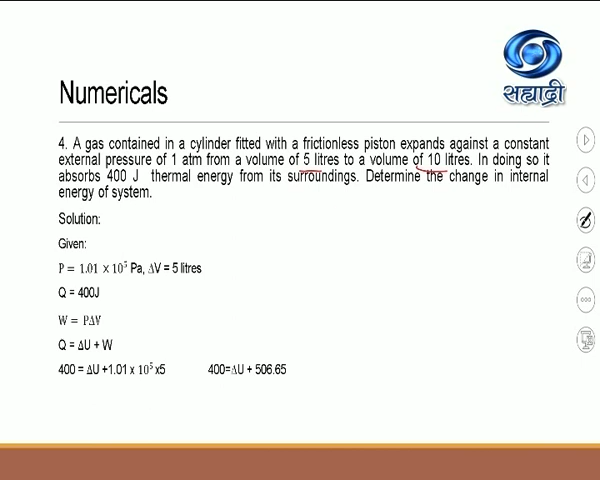 सह्याद्री
Numericals
4. A gas contained in a cylinder fitted with a frictionless piston expands against a constant
external pressure of 1 atm from a volume of 5 litres to a volume of 10 litres. In doing so it
absorbs 400 J thermal energy from its surroundings. Determine the change in internal
energy of system.
Solution:
Given:
P = 1.01 × 10⁵ Pa, ΔV = 5 litres
Q = 400J
W = PΔV
Q = ΔU + W
400 = ΔU +1.01 x 10⁵ x5 400=ΔU + 506.65